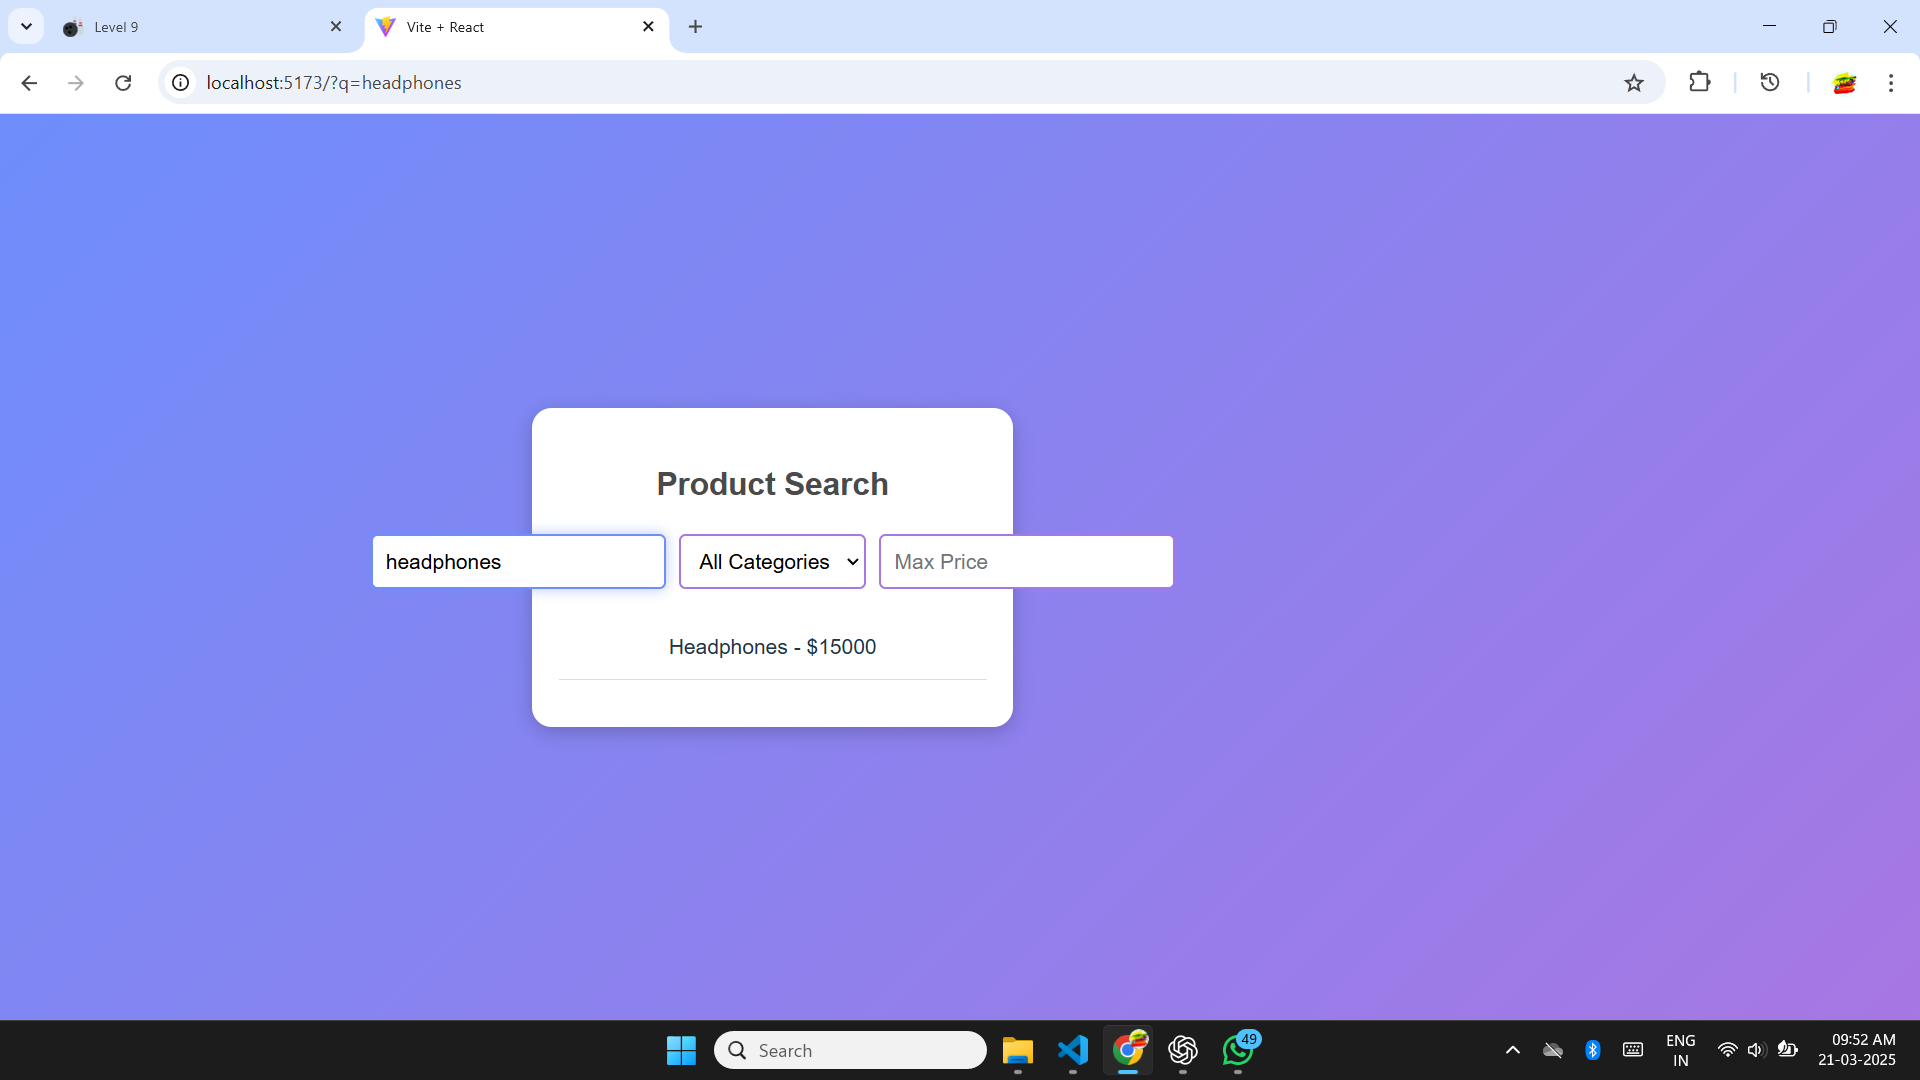 Level 9
Vite + React
localhost:5173/?q=headphones
Product Search
headphones
All Categories
Max Price
Headphones - $15000
Search
49
ENG
IN
09:52 AM
21-03-2025